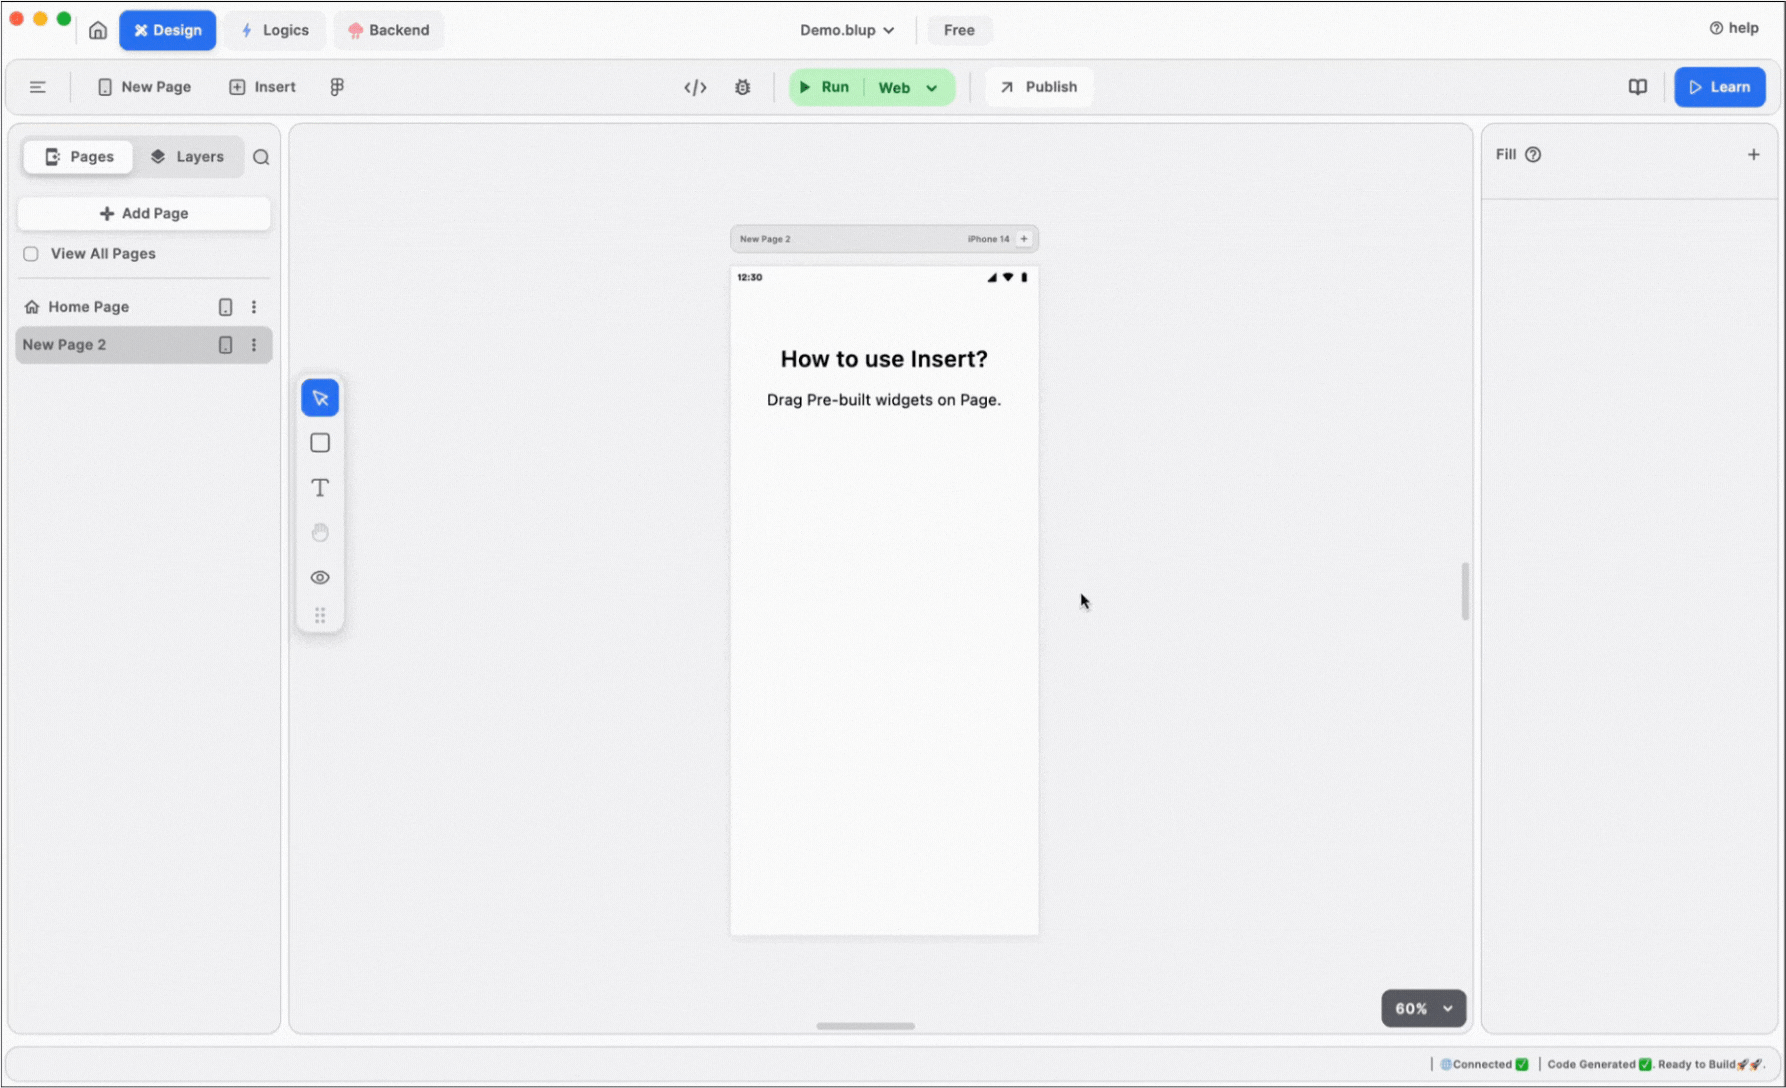 Design
Logics
Backend
Demo.blup
Free
help
New Page
Insert
Run
Web
Publish
Learn
Pages
Layers
Add Page
View All Pages
Home Page
New Page 2
New Page 2
iPhone 14
12:30
How to use Insert?
Drag Pre-built widgets on Page.
Fill
60%
Connected ✅
Code Generated ✅. Ready to Build🚀🚀.